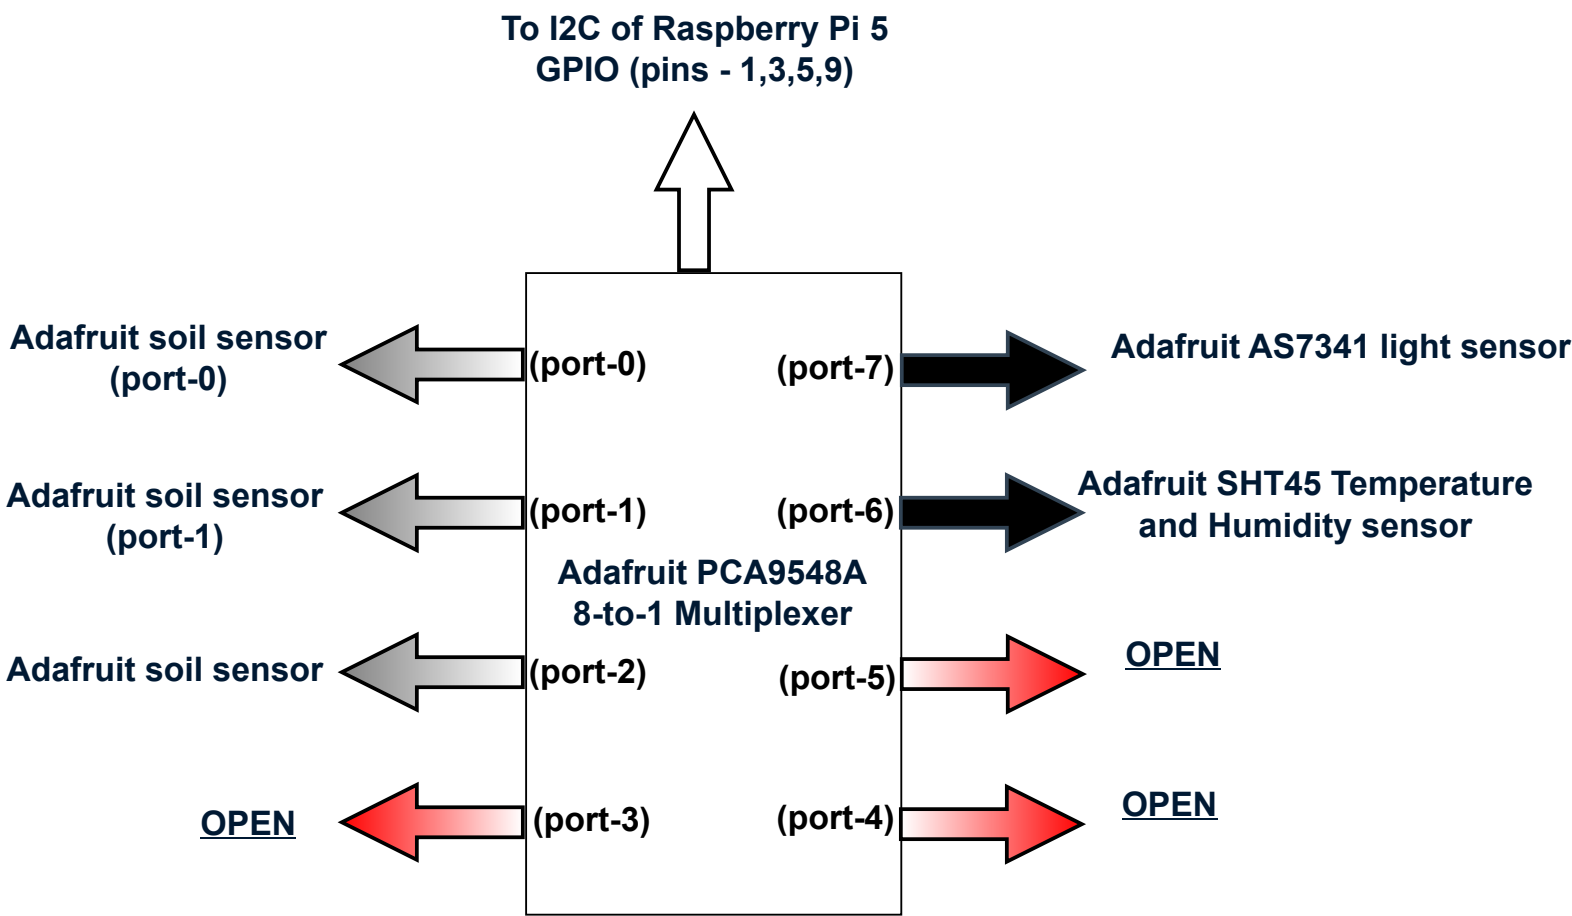 To I2C of Raspberry Pi 5
GPIO (pins - 1,3,5,9)
Adafruit soil sensor
(port-0)
(port-0)
(port-7)
Adafruit AS7341 light sensor
Adafruit soil sensor
(port-1)
(port-1)
(port-6)
Adafruit SHT45 Temperature
and Humidity sensor
Adafruit PCA9548A
8-to-1 Multiplexer
Adafruit soil sensor
(port-2)
(port-5)
OPEN
OPEN
(port-3)
(port-4)
OPEN